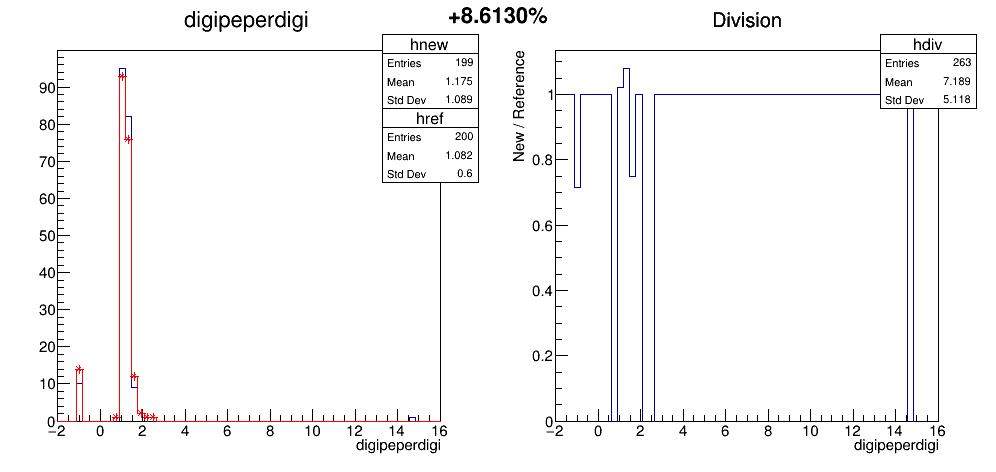 +8.6130%
digipeperdigi
hnew
Entries 199
Mean 1.175
Std Dev 1.089
href
Entries 200
Mean 1.082
Std Dev 0.6
90
80
70
60
50
40
30
20
10
0
−2 0 2 4 6 8 10 12 14 16
digipeperdigi
Division
hdiv
Entries 263
Mean 7.189
Std Dev 5.118
New / Reference
1
0.8
0.6
0.4
0.2
0
−2 0 2 4 6 8 10 12 14 16
digipeperdigi